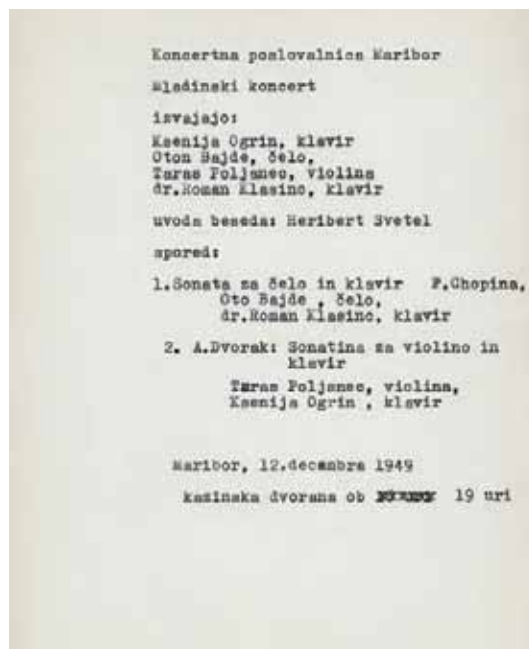 Koncertna poslovalnica Maribor
Mladinski koncert
izvajajo:
Ksenija Ogrin, klavir
Oton Bajde, čelo,
Taras Poljanec, violina
dr.Roman Klasinc, klavir
uvodna beseda: Heribert Svetel
spored:
1.Sonata za čelo in klavir F.Chopina,
Oto Bajde , čelo,
dr.Roman Klasinc, klavir
2. A.Dvorak: Sonatina za violino in
klavir
Taras Poljanec, violina,
Ksenija Ogrin , klavir
Maribor, 12.decembra 1949
kazinska dvorana ob 19 uri